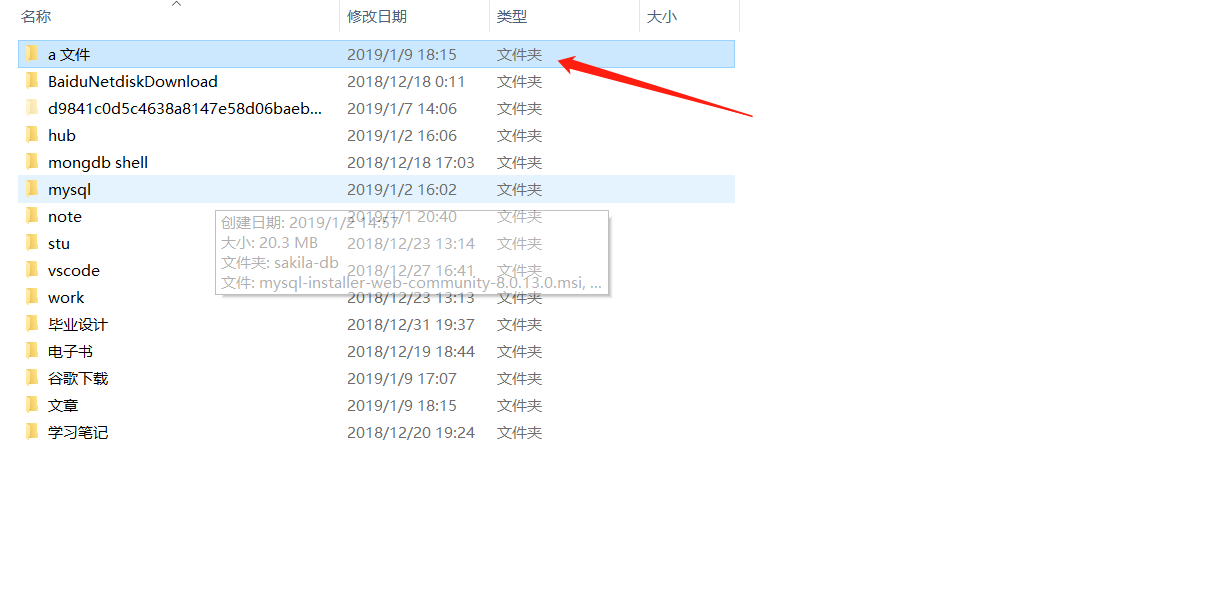 名称 修改日期 类型 大小
a 文件 2019/1/9 18:15 文件夹
BaiduNetdiskDownload 2018/12/18 0:11 文件夹
d9841c0d5c4638a8147e58d06baeb... 2019/1/7 14:06 文件夹
hub 2019/1/2 16:06 文件夹
mongdb shell 2018/12/18 17:03 文件夹
mysql 2019/1/2 16:02 文件夹
note 2019/1/1 20:40 文件夹
创建日期: 2019/1/2 14:57
stu 2018/12/23 13:14 文件夹
大小: 20.3 MB
文件夹: sakila-db
vscode 2018/12/27 16:41 文件夹
文件: mysql-installer-web-community-8.0.13.0.msi, ...
work 2018/12/23 13:13 文件夹
毕业设计 2018/12/31 19:37 文件夹
电子书 2018/12/19 18:44 文件夹
谷歌下载 2019/1/9 17:07 文件夹
文章 2019/1/9 18:15 文件夹
学习笔记 2018/12/20 19:24 文件夹